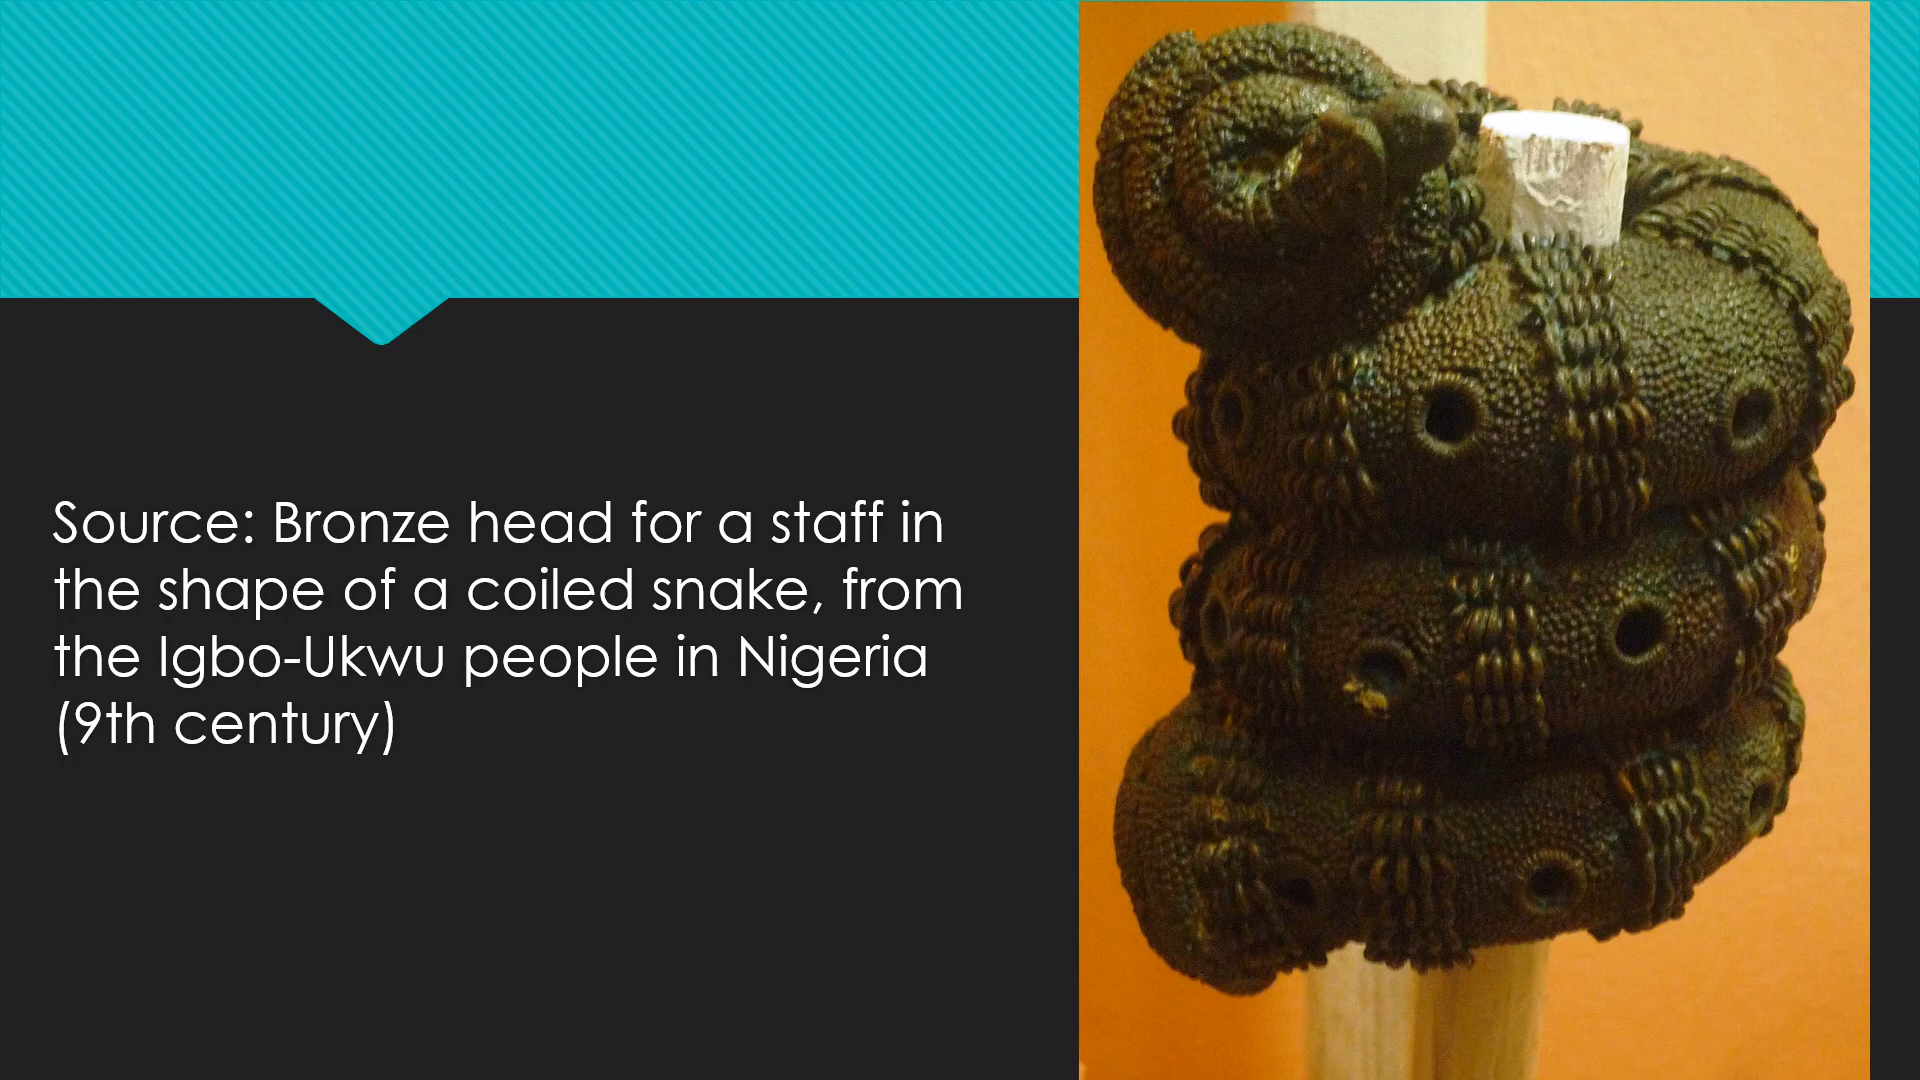 Source: Bronze head for a staff in
the shape of a coiled snake, from
the Igbo-Ukwu people in Nigeria
(9th century)